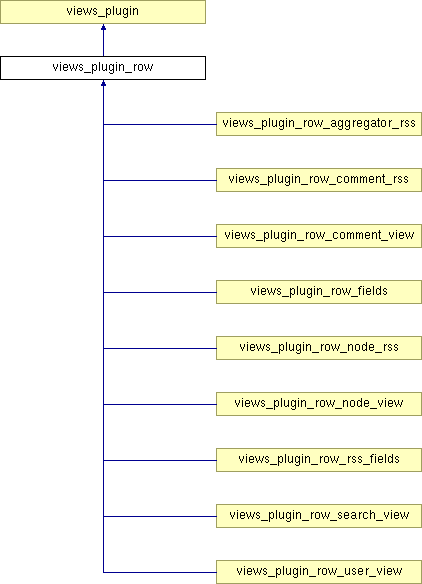 views_plugin
views_plugin_row
views_plugin_row_aggregator_rss
views_plugin_row_comment_rss
views_plugin_row_comment_view
views_plugin_row_fields
views_plugin_row_node_rss
views_plugin_row_node_view
views_plugin_row_rss_fields
views_plugin_row_search_view
views_plugin_row_user_view